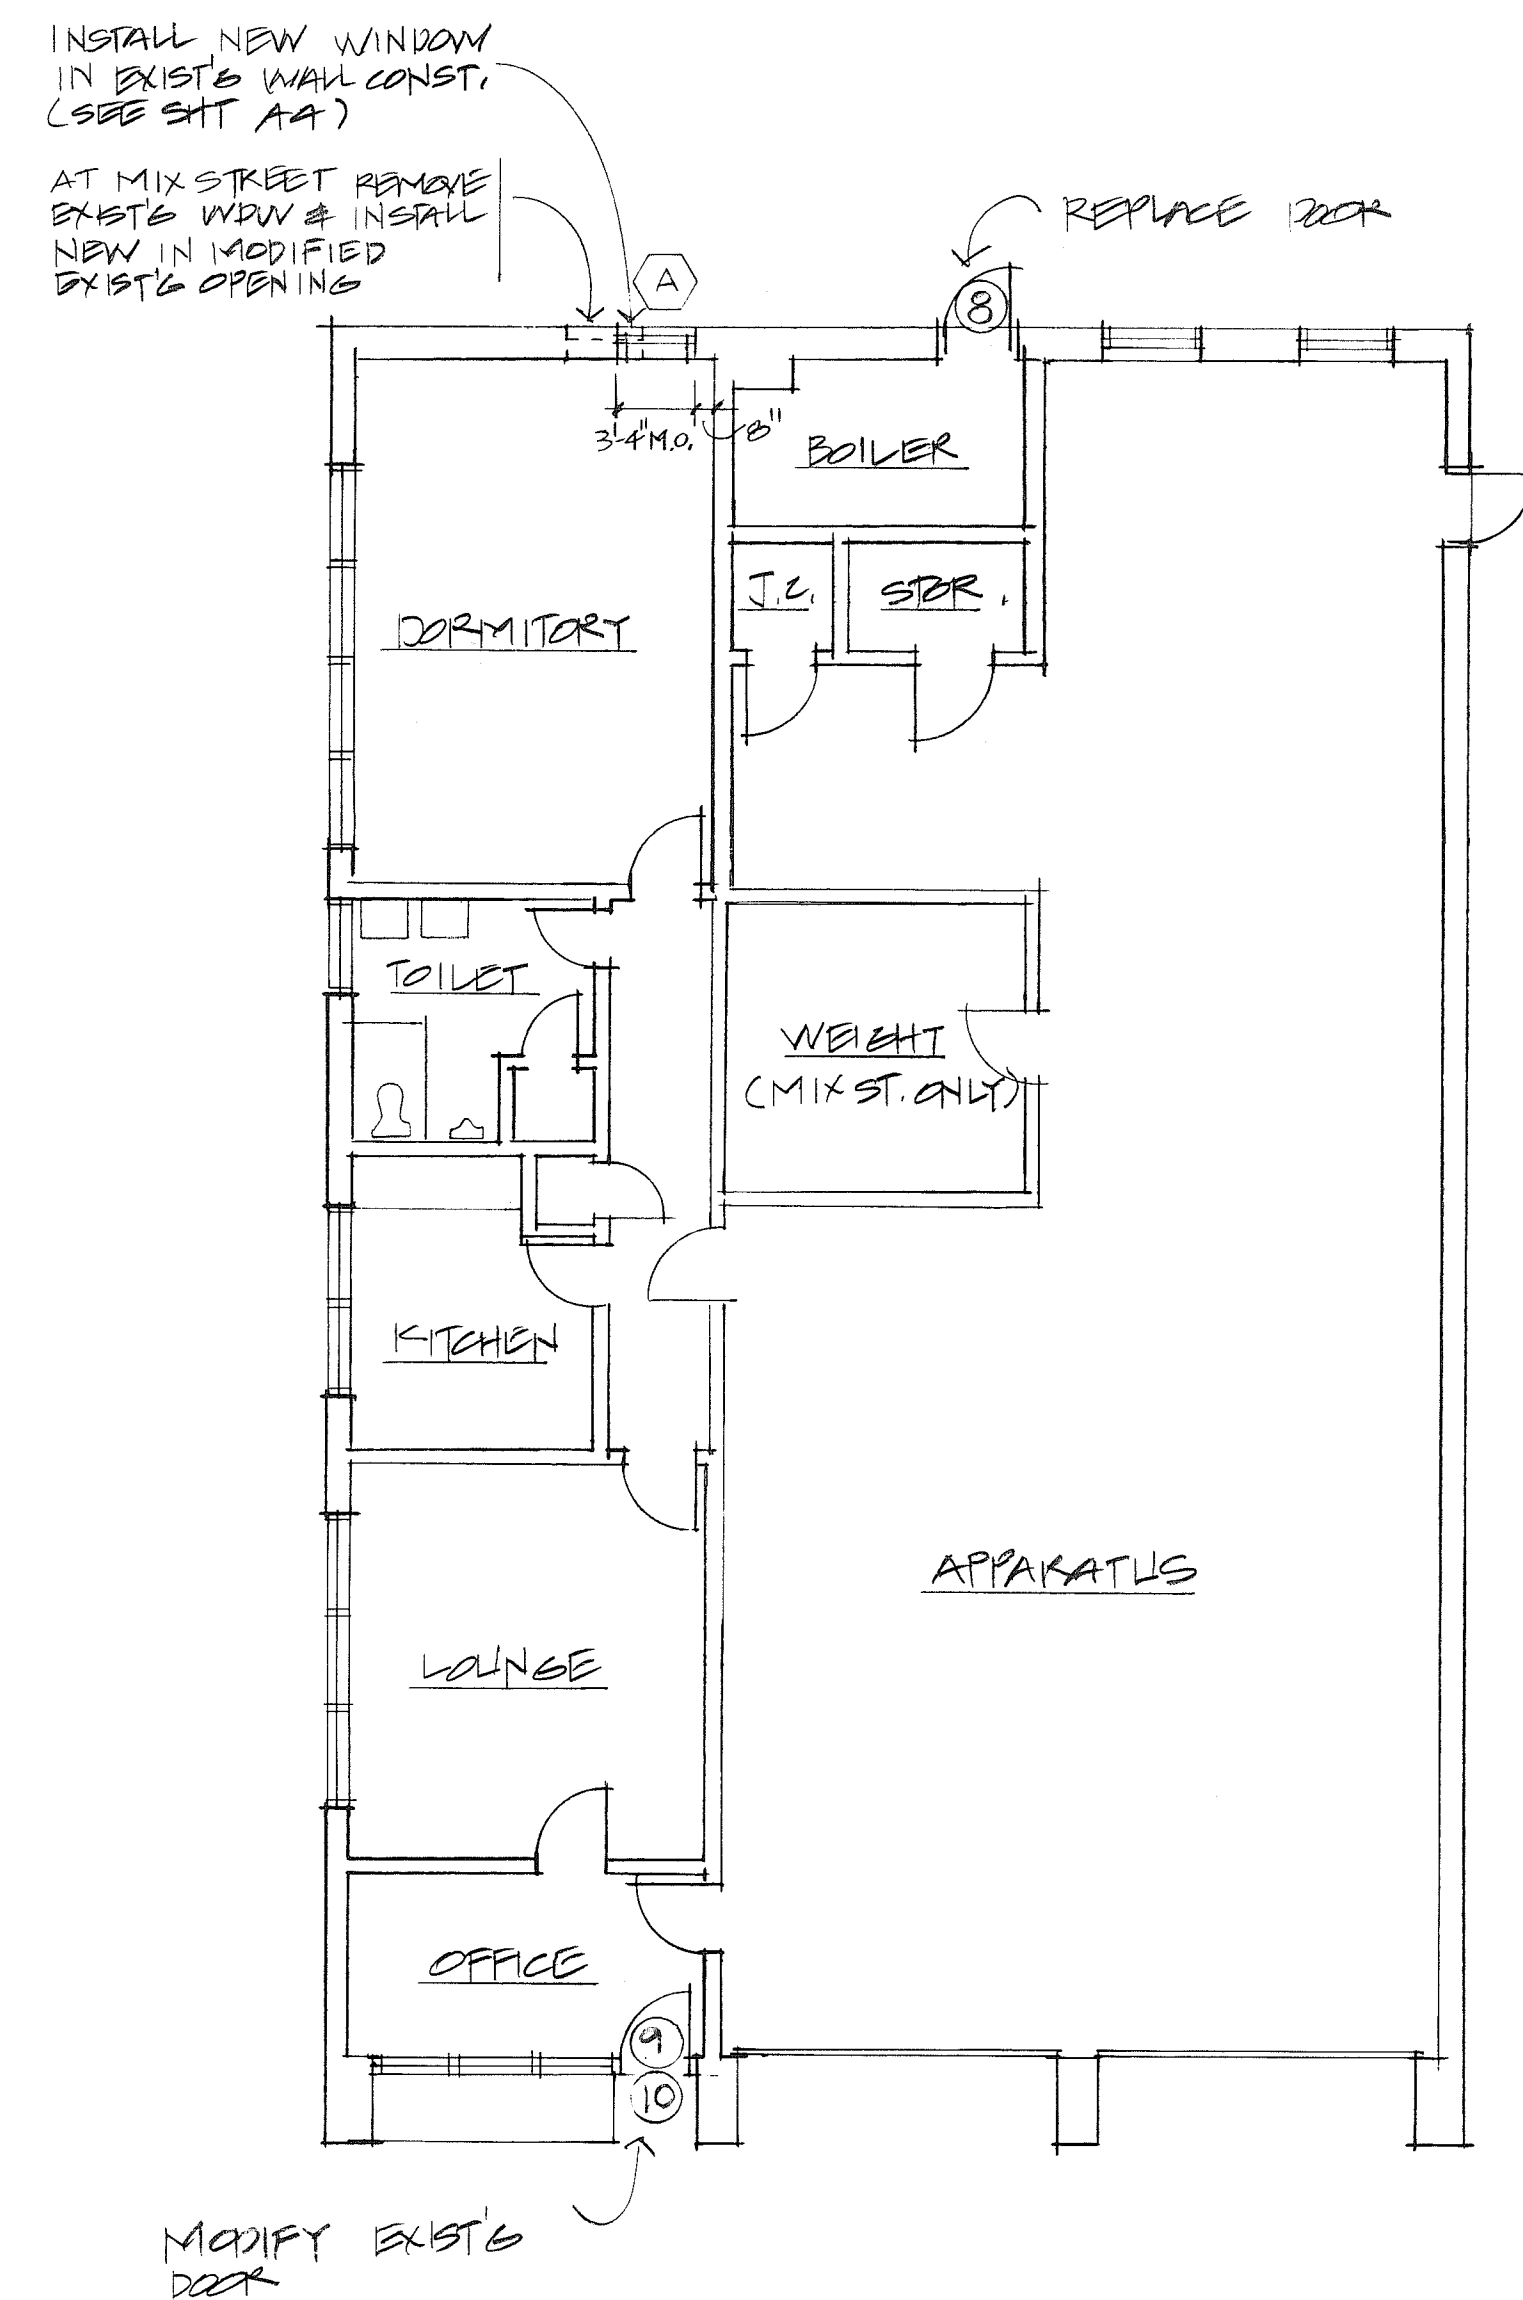 INSTALL NEW WINDOW
IN EXIST'G WALL CONST.
(SEE SHT A4)
AT MIX STREET REMOVE
EXIST'G WDW & INSTALL
NEW IN MODIFIED
EXIST'G OPENING
A
REPLACE DOOR
8
3'-4" M.O.
8"
BOILER
J.C.
STOR.
DORMITORY
TOILET
WEIGHT
(MIX ST. ONLY)
KITCHEN
APPARATUS
LOUNGE
OFFICE
9
10
MODIFY EXIST'G
DOOR